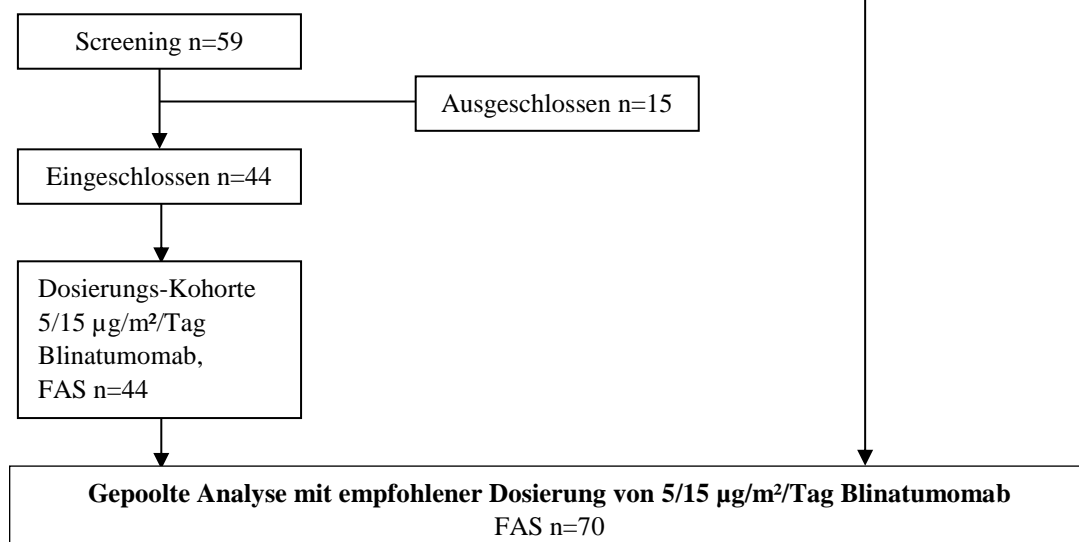 Screening n=59
Ausgeschlossen n=15
Eingeschlossen n=44
Dosierungs-Kohorte
5/15 µg/m²/Tag
Blinatumomab,
FAS n=44
Gepoolte Analyse mit empfohlener Dosierung von 5/15 µg/m²/Tag Blinatumomab
FAS n=70